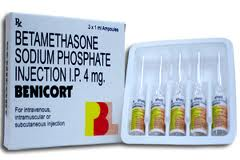 Rx
3 x 1 ml Ampoules
BETAMETHASONE
SODIUM PHOSPHATE
INJECTION I.P. 4 mg.
BENICORT
For intravenous,
intramuscular or
subcutaneous injection